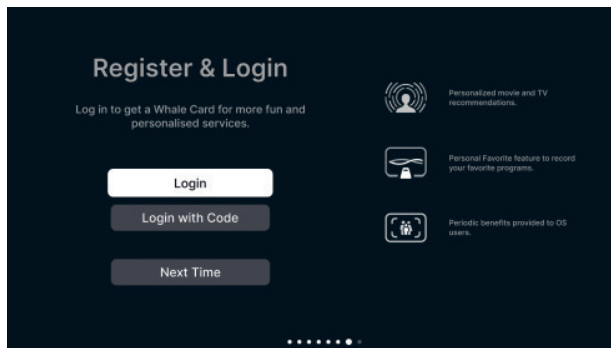 Register & Login
Log in to get a Whale Card for more fun and
personalised services.
Login
Login with Code
Next Time
Personalized movie and TV
recommendations.
Personal Favorite feature to record
your favorite programs.
Periodic benefits provided to OS
users.